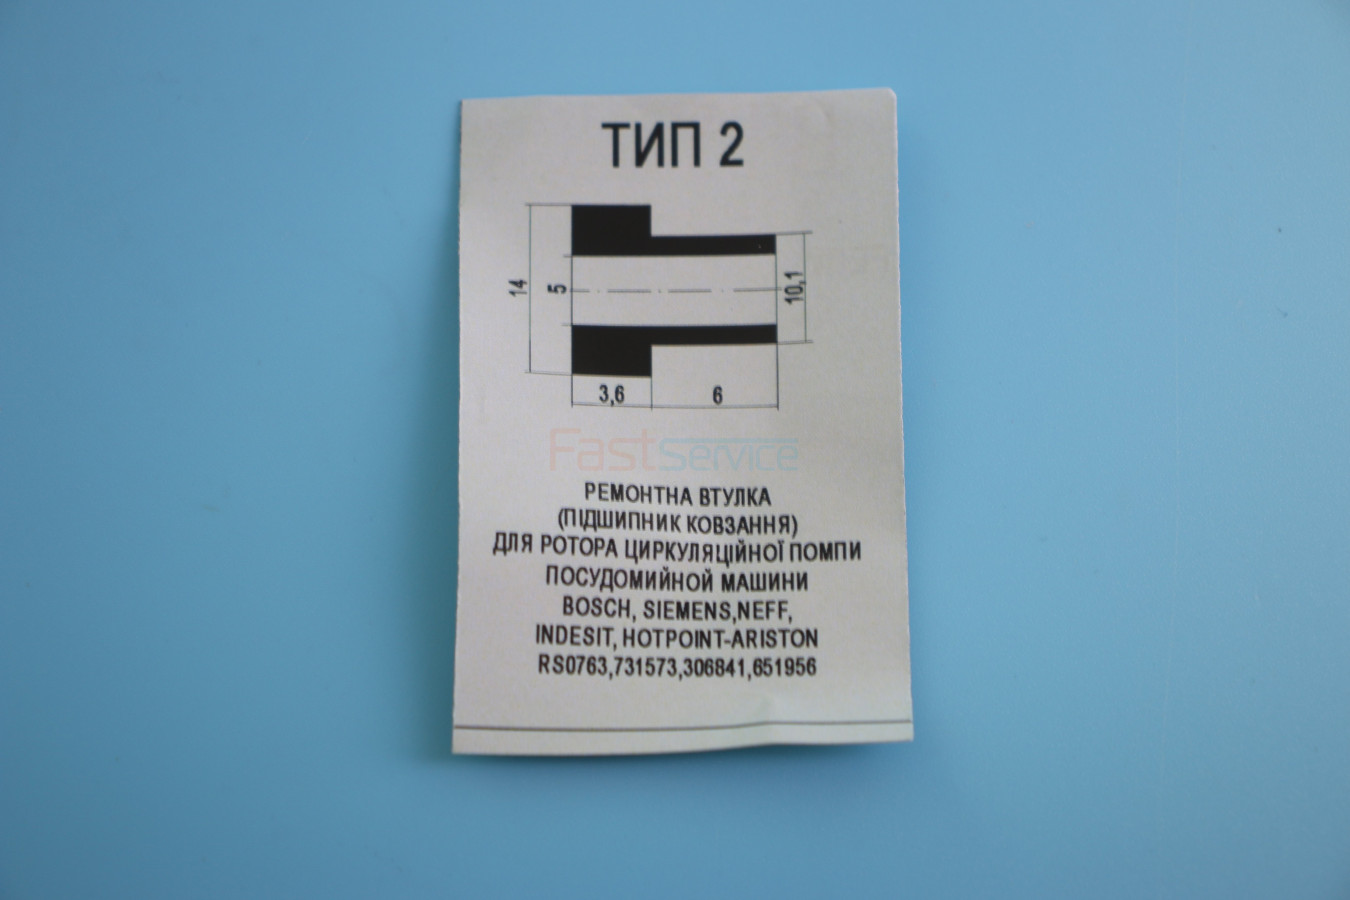 ТИП 2
14
5
10,1
3,6
6
FastService
РЕМОНТНА ВТУЛКА
(ПІДШИПНИК КОВЗАННЯ)
ДЛЯ РОТОРА ЦИРКУЛЯЦІЙНОЇ ПОМПИ
ПОСУДОМИЙНОЙ МАШИНИ
BOSCH, SIEMENS,NEFF,
INDESIT, HOTPOINT-ARISTON
RS0763,731573,306841,651956